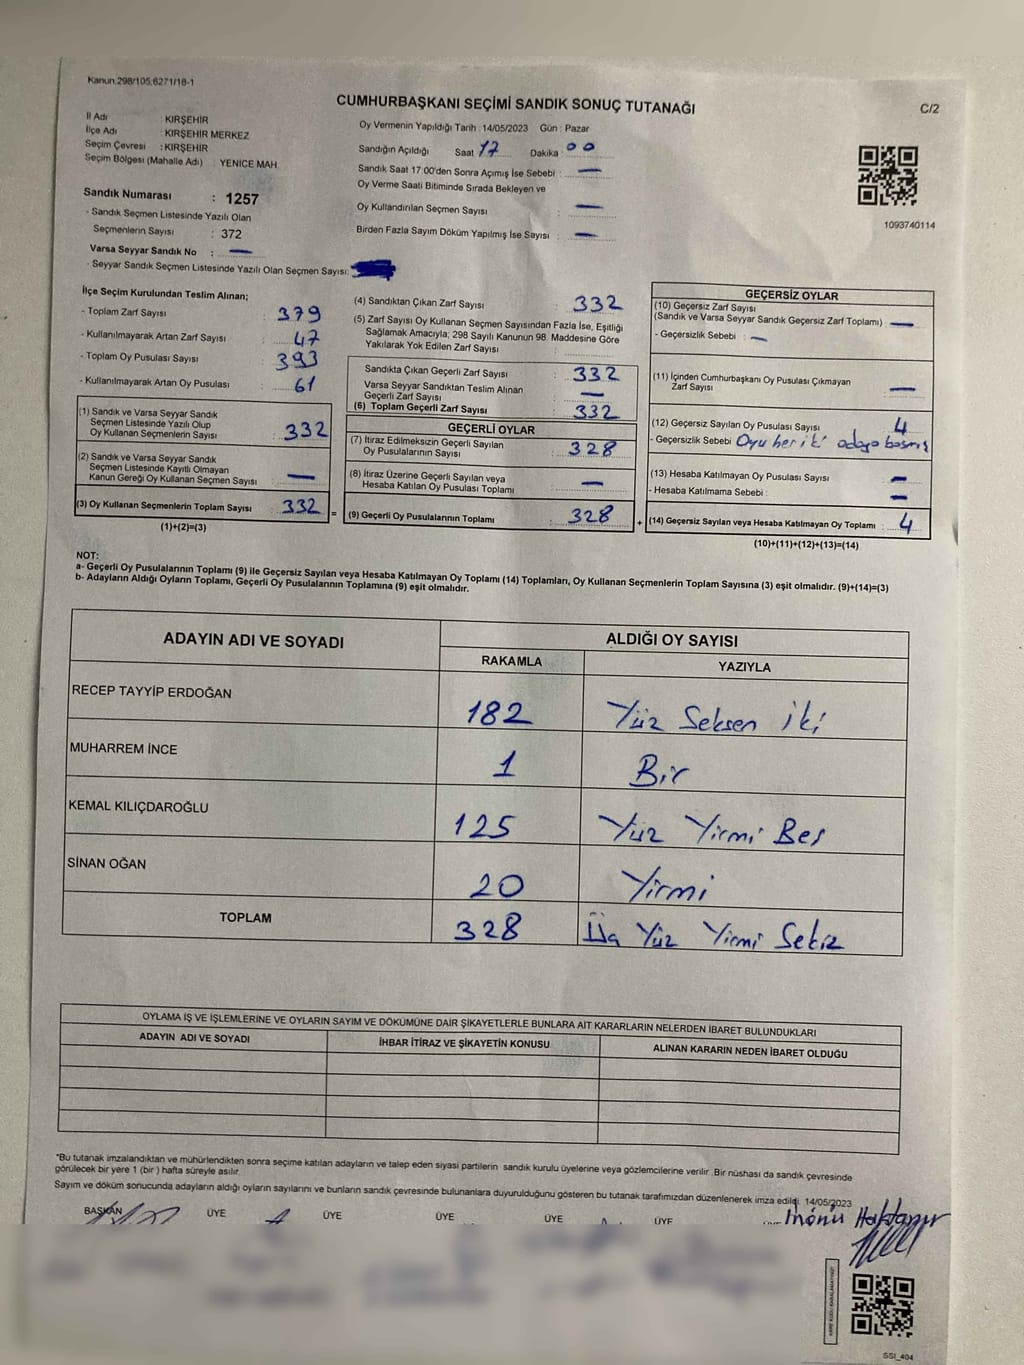 Kanun.298/105;6271/18-1
CUMHURBAŞKANI SEÇİMİ SANDIK SONUÇ TUTANAĞI
C/2
İl Adı KIRŞEHİR
İlçe Adı : KIRŞEHİR MERKEZ
Seçim Çevresi : KIRŞEHİR
Seçim Bölgesi (Mahalle Adı) : YENİCE MAH.
Sandık Numarası : 1257
- Sandık Seçmen Listesinde Yazılı Olan
Seçmenlerin Sayısı : 372
Varsa Seyyar Sandık No : —
- Seyyar Sandık Seçmen Listesinde Yazılı Olan Seçmen Sayısı:
Oy Vermenin Yapıldığı Tarih : 14/05/2023 Gün : Pazar
Sandığın Açıldığı Saat 17 Dakika : 00
Sandık Saat 17:00'den Sonra Açımış İse Sebebi : —
Oy Verme Saati Bitiminde Sırada Bekleyen ve
Oy Kullandırılan Seçmen Sayısı : —
Birden Fazla Sayım Döküm Yapılmış İse Sayısı : —
1093740114
İlçe Seçim Kurulundan Teslim Alınan;
- Toplam Zarf Sayısı : 379
- Kullanılmayarak Artan Zarf Sayısı : 47
- Toplam Oy Pusulası Sayısı : 393
- Kullanılmayarak Artan Oy Pusulası : 61
(1) Sandık ve Varsa Seyyar Sandık
Seçmen Listesinde Yazılı Olup
Oy Kullanan Seçmenlerin Sayısı : 332
(2) Sandık ve Varsa Seyyar Sandık
Seçmen Listesinde Kayıtlı Olmayan
Kanun Gereği Oy Kullanan Seçmen Sayısı : —
(3) Oy Kullanan Seçmenlerin Toplam Sayısı : 332
(1)+(2)=(3)
=
(4) Sandıktan Çıkan Zarf Sayısı : 332
(5) Zarf Sayısı Oy Kullanan Seçmen Sayısından Fazla İse, Eşitliği
Sağlamak Amacıyla; 298 Sayılı Kanunun 98. Maddesine Göre
Yakılarak Yok Edilen Zarf Sayısı :
Sandıkta Çıkan Geçerli Zarf Sayısı : 332
Varsa Seyyar Sandıktan Teslim Alınan
Geçerli Zarf Sayısı : —
(6) Toplam Geçerli Zarf Sayısı : 332
GEÇERLİ OYLAR
(7) İtiraz Edilmeksizin Geçerli Sayılan
Oy Pusulalarının Sayısı : 328
(8) İtiraz Üzerine Geçerli Sayılan veya
Hesaba Katılan Oy Pusulası Toplamı : —
(9) Geçerli Oy Pusulalarının Toplamı : 328
+
GEÇERSİZ OYLAR
(10) Geçersiz Zarf Sayısı
(Sandık ve Varsa Seyyar Sandık Geçersiz Zarf Toplamı) : —
- Geçersizlik Sebebi : —
(11) İçinden Cumhurbaşkanı Oy Pusulası Çıkmayan
Zarf Sayısı : —
(12) Geçersiz Sayılan Oy Pusulası Sayısı : 4
- Geçersizlik Sebebi Oyu her iki adaya basmış
(13) Hesaba Katılmayan Oy Pusulası Sayısı : —
- Hesaba Katılmama Sebebi : —
(14) Geçersiz Sayılan veya Hesaba Katılmayan Oy Toplamı : 4
(10)+(11)+(12)+(13)=(14)
NOT:
a- Geçerli Oy Pusulalarının Toplamı (9) ile Geçersiz Sayılan veya Hesaba Katılmayan Oy Toplamı (14) Toplamları, Oy Kullanan Seçmenlerin Toplam Sayısına (3) eşit olmalıdır. (9)+(14)=(3)
b- Adayların Aldığı Oyların Toplamı, Geçerli Oy Pusulalarının Toplamına (9) eşit olmalıdır.
ADAYIN ADI VE SOYADI ALDIĞI OY SAYISI
RAKAMLA YAZIYLA
RECEP TAYYİP ERDOĞAN 182 Yüz Seksen İki
MUHARREM İNCE 1 Bir
KEMAL KILIÇDAROĞLU 125 Yüz Yirmi Beş
SİNAN OĞAN 20 Yirmi
TOPLAM 328 Üç Yüz Yirmi Sekiz
OYLAMA İŞ VE İŞLEMLERİNE VE OYLARIN SAYIM VE DÖKÜMÜNE DAİR ŞİKAYETLERLE BUNLARA AİT KARARLARIN NELERDEN İBARET BULUNDUKLARI
ADAYIN ADI VE SOYADI İHBAR İTİRAZ VE ŞİKAYETİN KONUSU ALINAN KARARIN NEDEN İBARET OLDUĞU
"Bu tutanak imzalandıktan ve mühürlendikten sonra seçime katılan adayların ve talep eden siyasi partilerin sandık kurulu üyelerine veya gözlemcilerine verilir .Bir nüshası da sandık çevresinde
görülecek bir yere 1 (bir ) hafta süreyle asılır.
Sayım ve döküm sonucunda adayların aldığı oyların sayılarını ve bunların sandık çevresinde bulunanlara duyurulduğunu gösteren bu tutanak tarafımızdan düzenlenerek imza edildi. 14/05/2023
BAŞKAN ÜYE ÜYE ÜYE ÜYE ÜYE İnönü
SSI_404